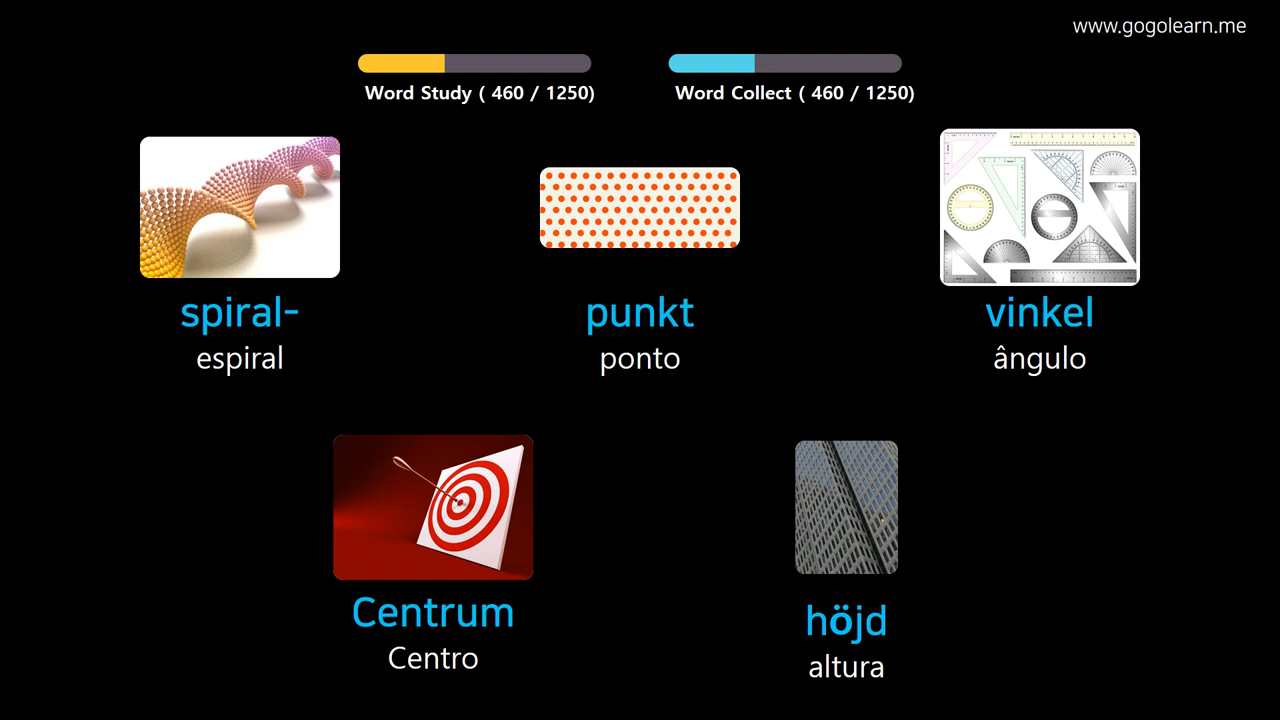 www.gogolearn.me
Word Study ( 460 / 1250)
Word Collect ( 460 / 1250)
spiral-
espiral
punkt
ponto
vinkel
ângulo
Centrum
Centro
höjd
altura